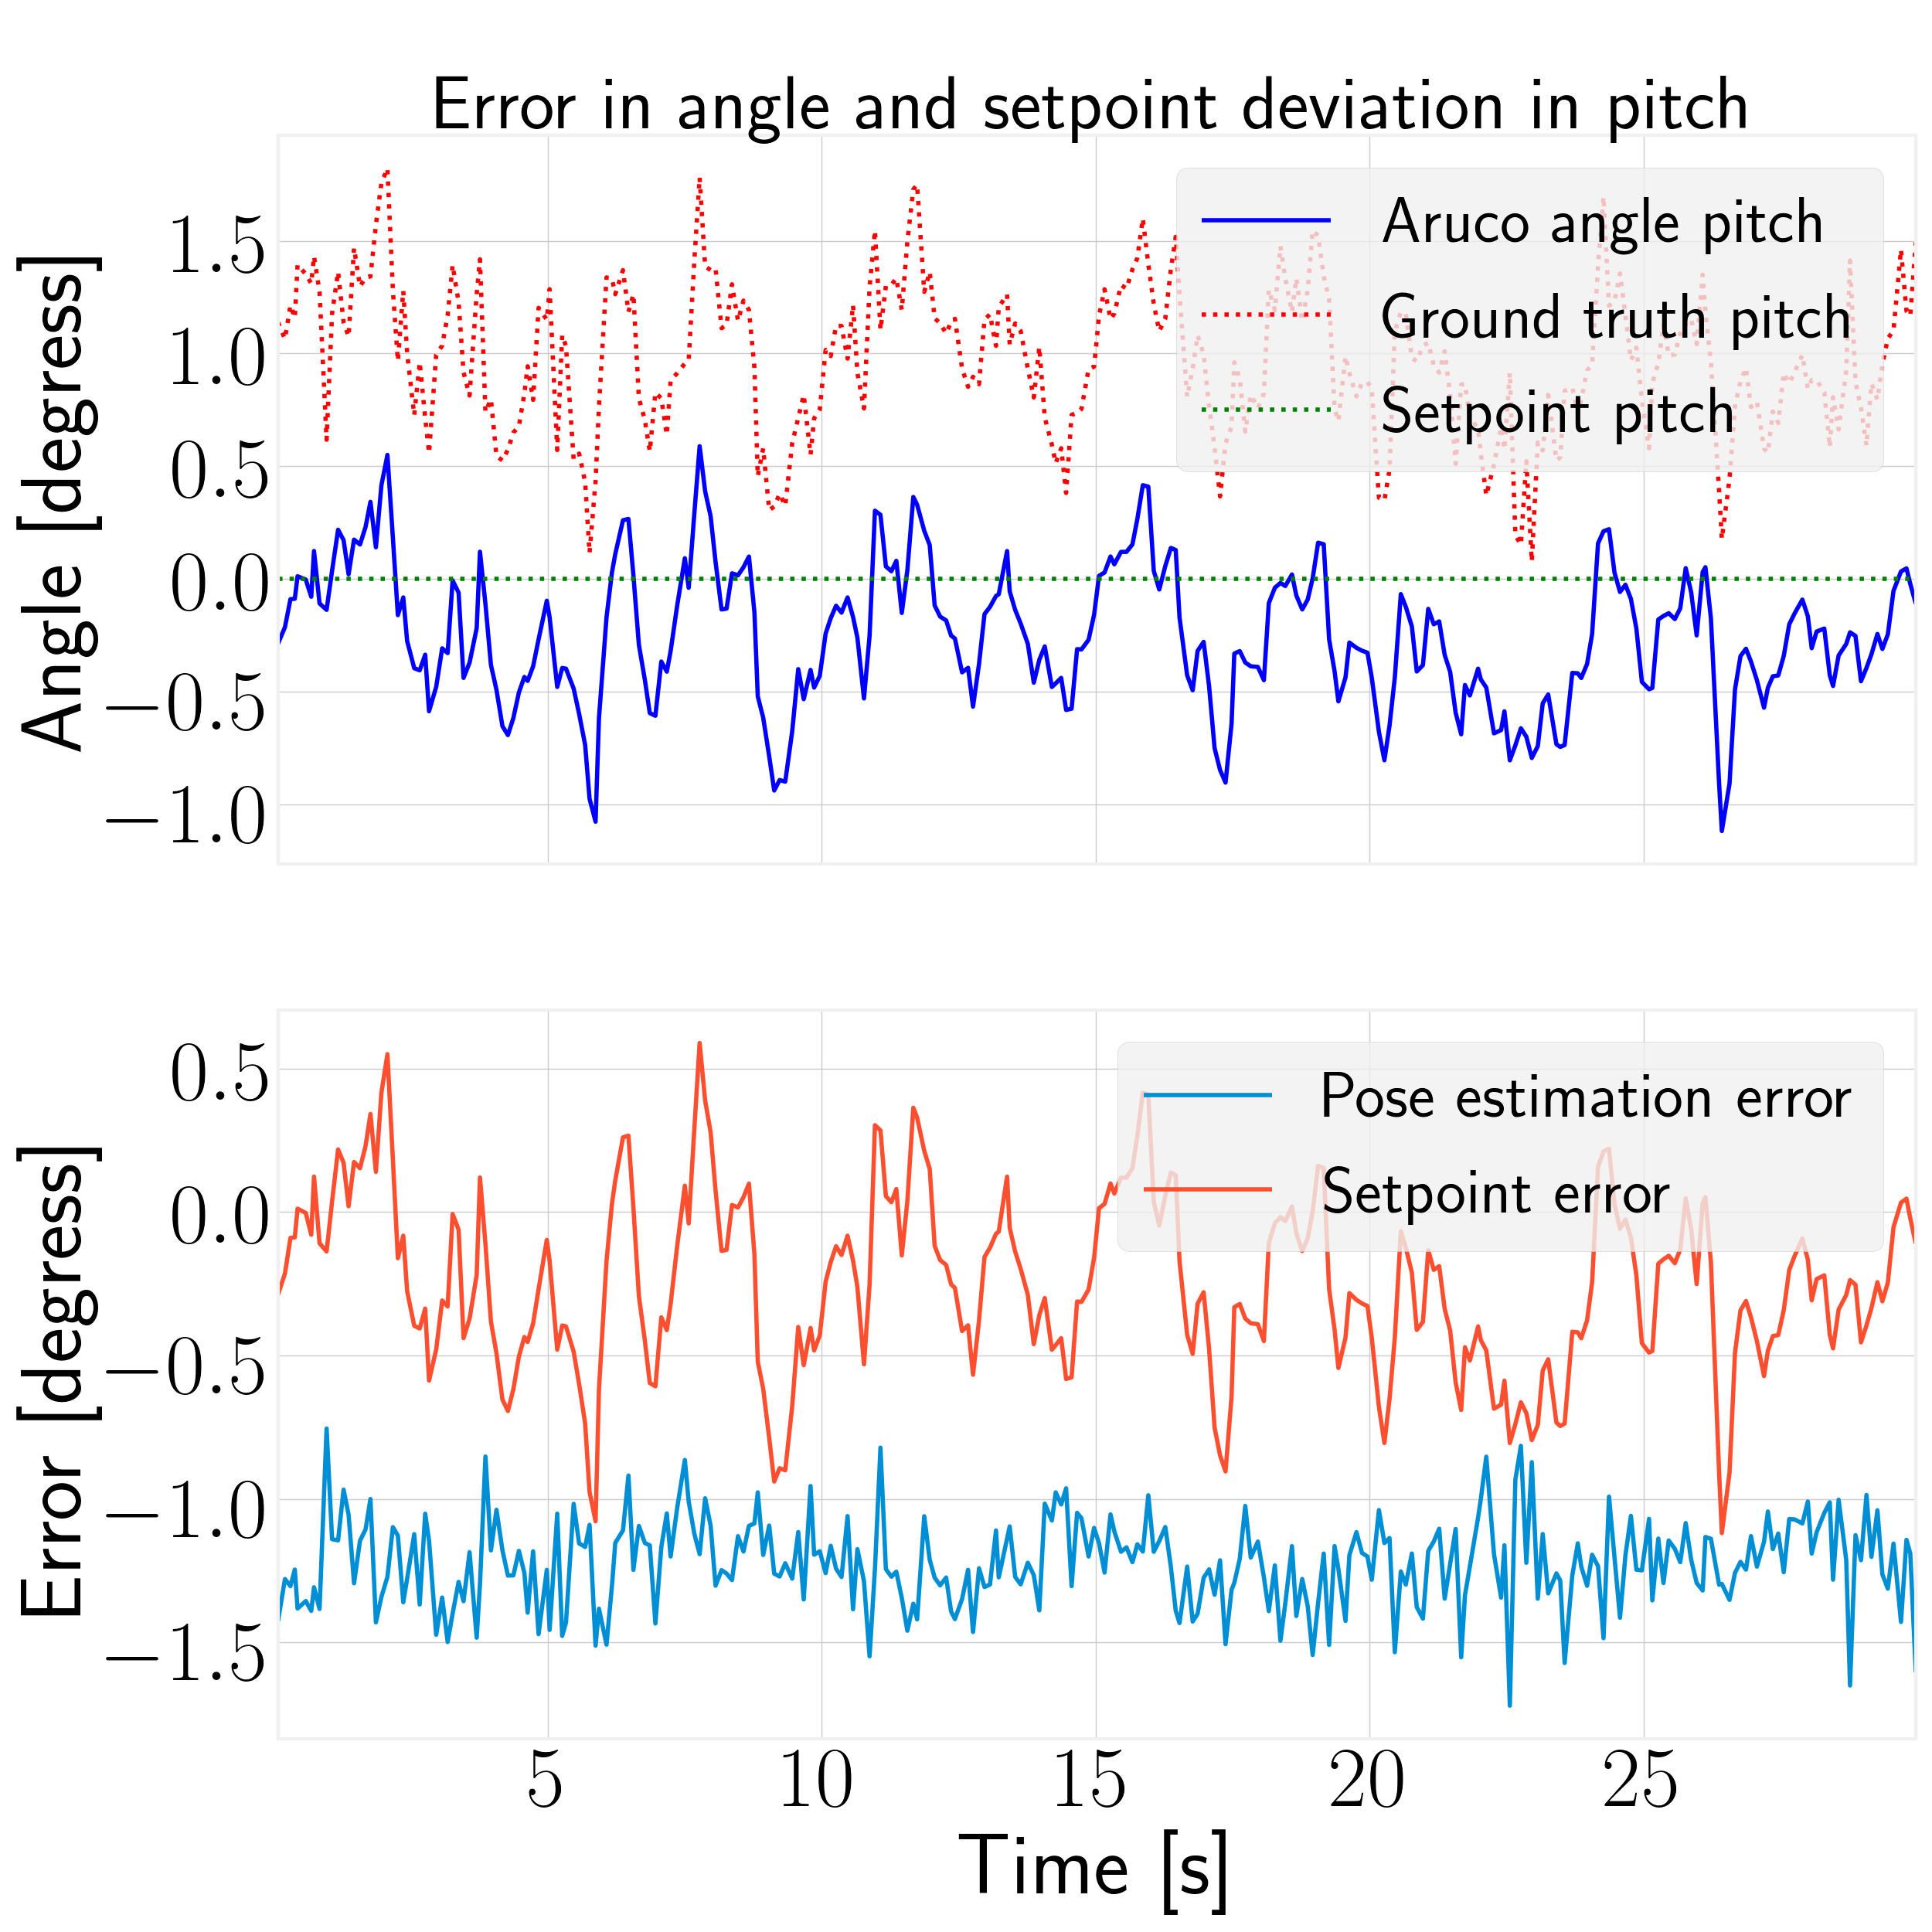 Error in angle and setpoint deviation in pitch
Angle [degress]
1.5
1.0
0.5
0.0
−0.5
−1.0
Aruco angle pitch
Ground truth pitch
Setpoint pitch
Error [degress]
0.5
0.0
−0.5
−1.0
−1.5
Pose estimation error
Setpoint error
5 10 15 20 25
Time [s]